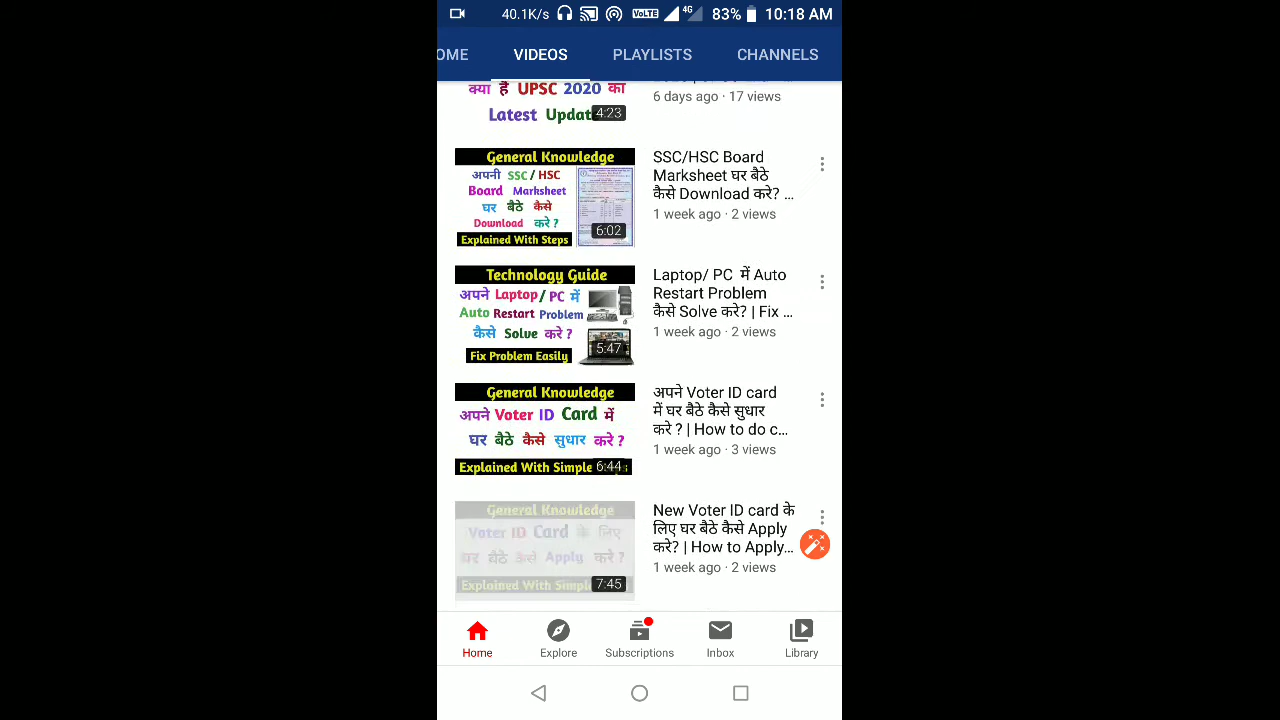 40.1K/s VoLTE 4G 83% 10:18 AM
OME VIDEOS PLAYLISTS CHANNELS
क्या है UPSC 2020 का
Latest Updat
4:23
6 days ago · 17 views
General Knowledge
अपनी SSC / HSC
Board Marksheet
घर बैठे कैसे
Download करे ?
Explained With Steps
6:02
SSC/HSC Board
Marksheet घर बैठे
कैसे Download करे? ...
1 week ago · 2 views
Technology Guide
अपने Laptop / PC में
Auto Restart Problem
कैसे Solve करे ?
Fix Problem Easily
5:47
Laptop/ PC में Auto
Restart Problem
कैसे Solve करे? | Fix ...
1 week ago · 2 views
General Knowledge
अपने Voter ID Card में
घर बैठे कैसे सुधार करे ?
Explained With Simple
6:44
अपने Voter ID card
में घर बैठे कैसे सुधार
करे ? | How to do c...
1 week ago · 3 views
General Knowledge
Voter ID Card के लिए
घर बैठे कैसे Apply करे ?
Explained With Simple
7:45
New Voter ID card के
लिए घर बैठे कैसे Apply
करे? | How to Apply...
1 week ago · 2 views
Home Explore Subscriptions Inbox Library